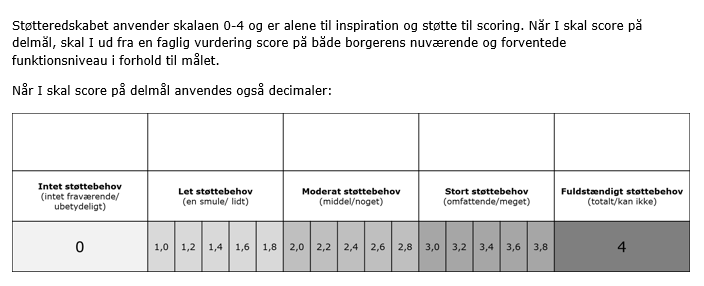 Støtteredskabet anvender skalaen 0-4 og er alene til inspiration og støtte til scoring. Når I skal score på
delmål, skal I ud fra en faglig vurdering score på både borgerens nuværende og forventede
funktionsniveau i forhold til målet.
Når I skal score på delmål anvendes også decimaler:
Intet støttebehov
(intet fraværende/
ubetydeligt)
Let støttebehov
(en smule/ lidt)
Moderat støttebehov
(middel/noget)
Stort støttebehov
(omfattende/meget)
Fuldstændigt støttebehov
(totalt/kan ikke)
0 1,0 1,2 1,4 1,6 1,8 2,0 2,2 2,4 2,6 2,8 3,0 3,2 3,4 3,6 3,8 4